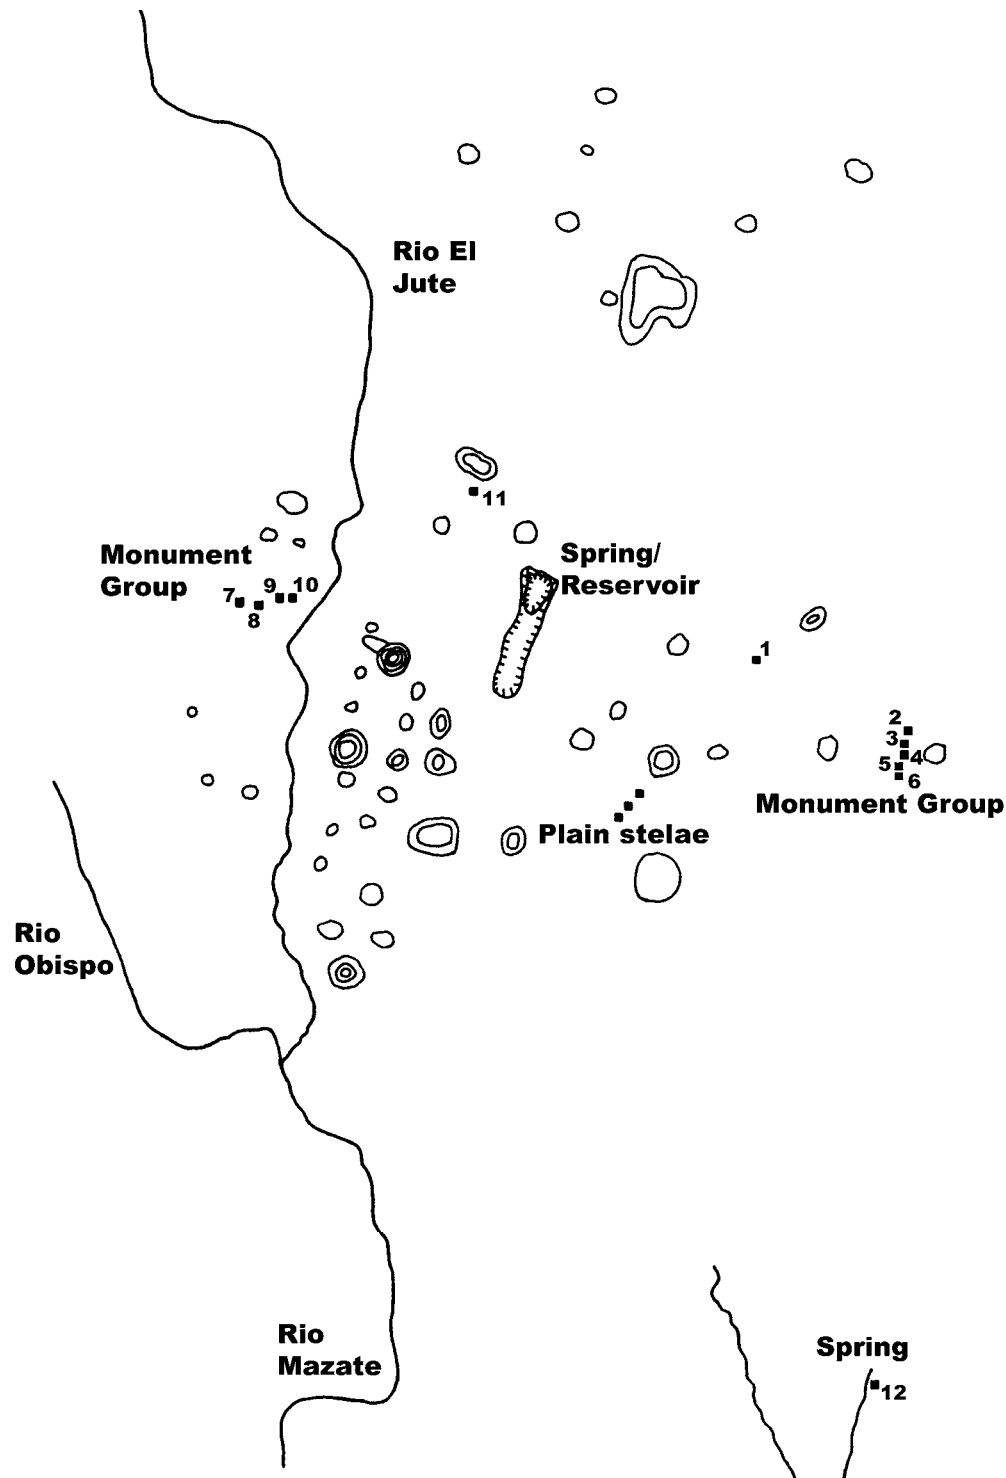 Rio El
Jute
11
Monument
Group
Spring/
Reservoir
7
9
10
8
1
2
3
4
5
6
Monument Group
Plain stelae
Rio
Obispo
Rio
Mazate
Spring
12